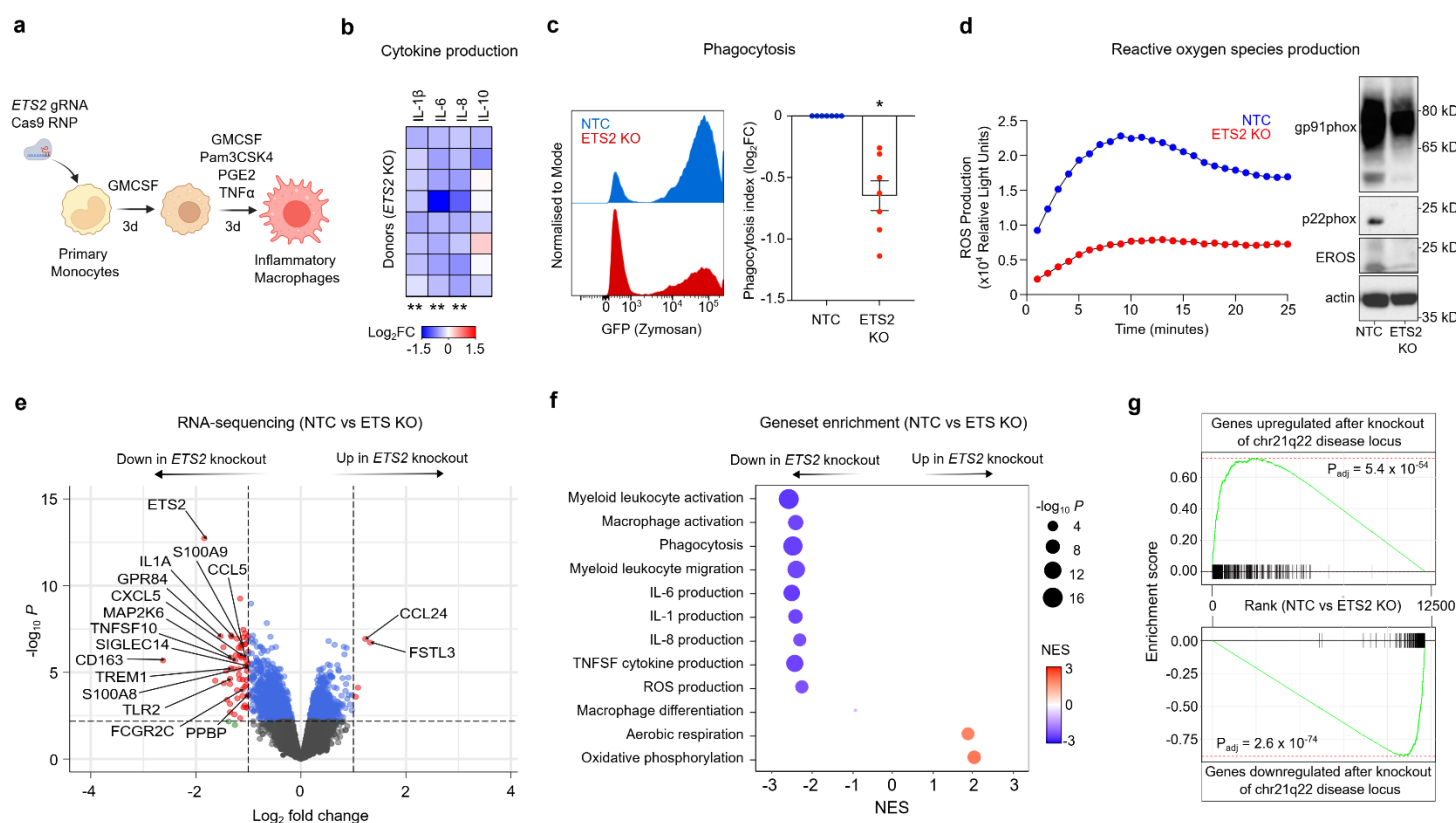 a
ETS2 gRNA
Cas9 RNP
GMCSF
3d
GMCSF
Pam3CSK4
PGE2
TNFα
3d
Primary
Monocytes
Inflammatory
Macrophages
b
Cytokine production
IL-1β
IL-6
IL-8
IL-10
Donors (ETS2 KO)
** ** **
Log2FC
-1.5 0 1.5
c
Phagocytosis
NTC
ETS2 KO
Normalised to Mode
0 10³ 10⁴ 10⁵
GFP (Zymosan)
Phagocytosis index (log2FC)
*
0
-0.5
-1.0
-1.5
NTC
ETS2
KO
d
Reactive oxygen species production
ROS Production
(x10⁴ Relative Light Units)
2.5
2.0
1.5
1.0
0.5
0
NTC
ETS2 KO
0 5 10 15 20 25
Time (minutes)
gp91phox
80 kD
65 kD
p22phox
25 kD
EROS
25 kD
actin
35 kD
NTC ETS2
KO
e
RNA-sequencing (NTC vs ETS KO)
Down in ETS2 knockout
Up in ETS2 knockout
-log10 P
15
10
5
0
ETS2
S100A9
IL1A
CCL5
GPR84
CXCL5
MAP2K6
TNFSF10
SIGLEC14
CD163
TREM1
S100A8
TLR2
FCGR2C
PPBP
CCL24
FSTL3
-4 -2 0 2 4
Log2 fold change
f
Geneset enrichment (NTC vs ETS KO)
Down in ETS2 knockout
Up in ETS2 knockout
Myeloid leukocyte activation
Macrophage activation
Phagocytosis
Myeloid leukocyte migration
IL-6 production
IL-1 production
IL-8 production
TNFSF cytokine production
ROS production
Macrophage differentiation
Aerobic respiration
Oxidative phosphorylation
-3 -2 -1 0 1 2 3
NES
-log10 P
4
8
12
16
NES
3
0
-3
g
Genes upregulated after knockout
of chr21q22 disease locus
Padj = 5.4 x 10-54
0.60
0.40
0.20
0.00
0 Rank (NTC vs ETS2 KO) 12500
Enrichment score
0.00
-0.25
-0.50
-0.75
Padj = 2.6 x 10-74
Genes downregulated after knockout
of chr21q22 disease locus